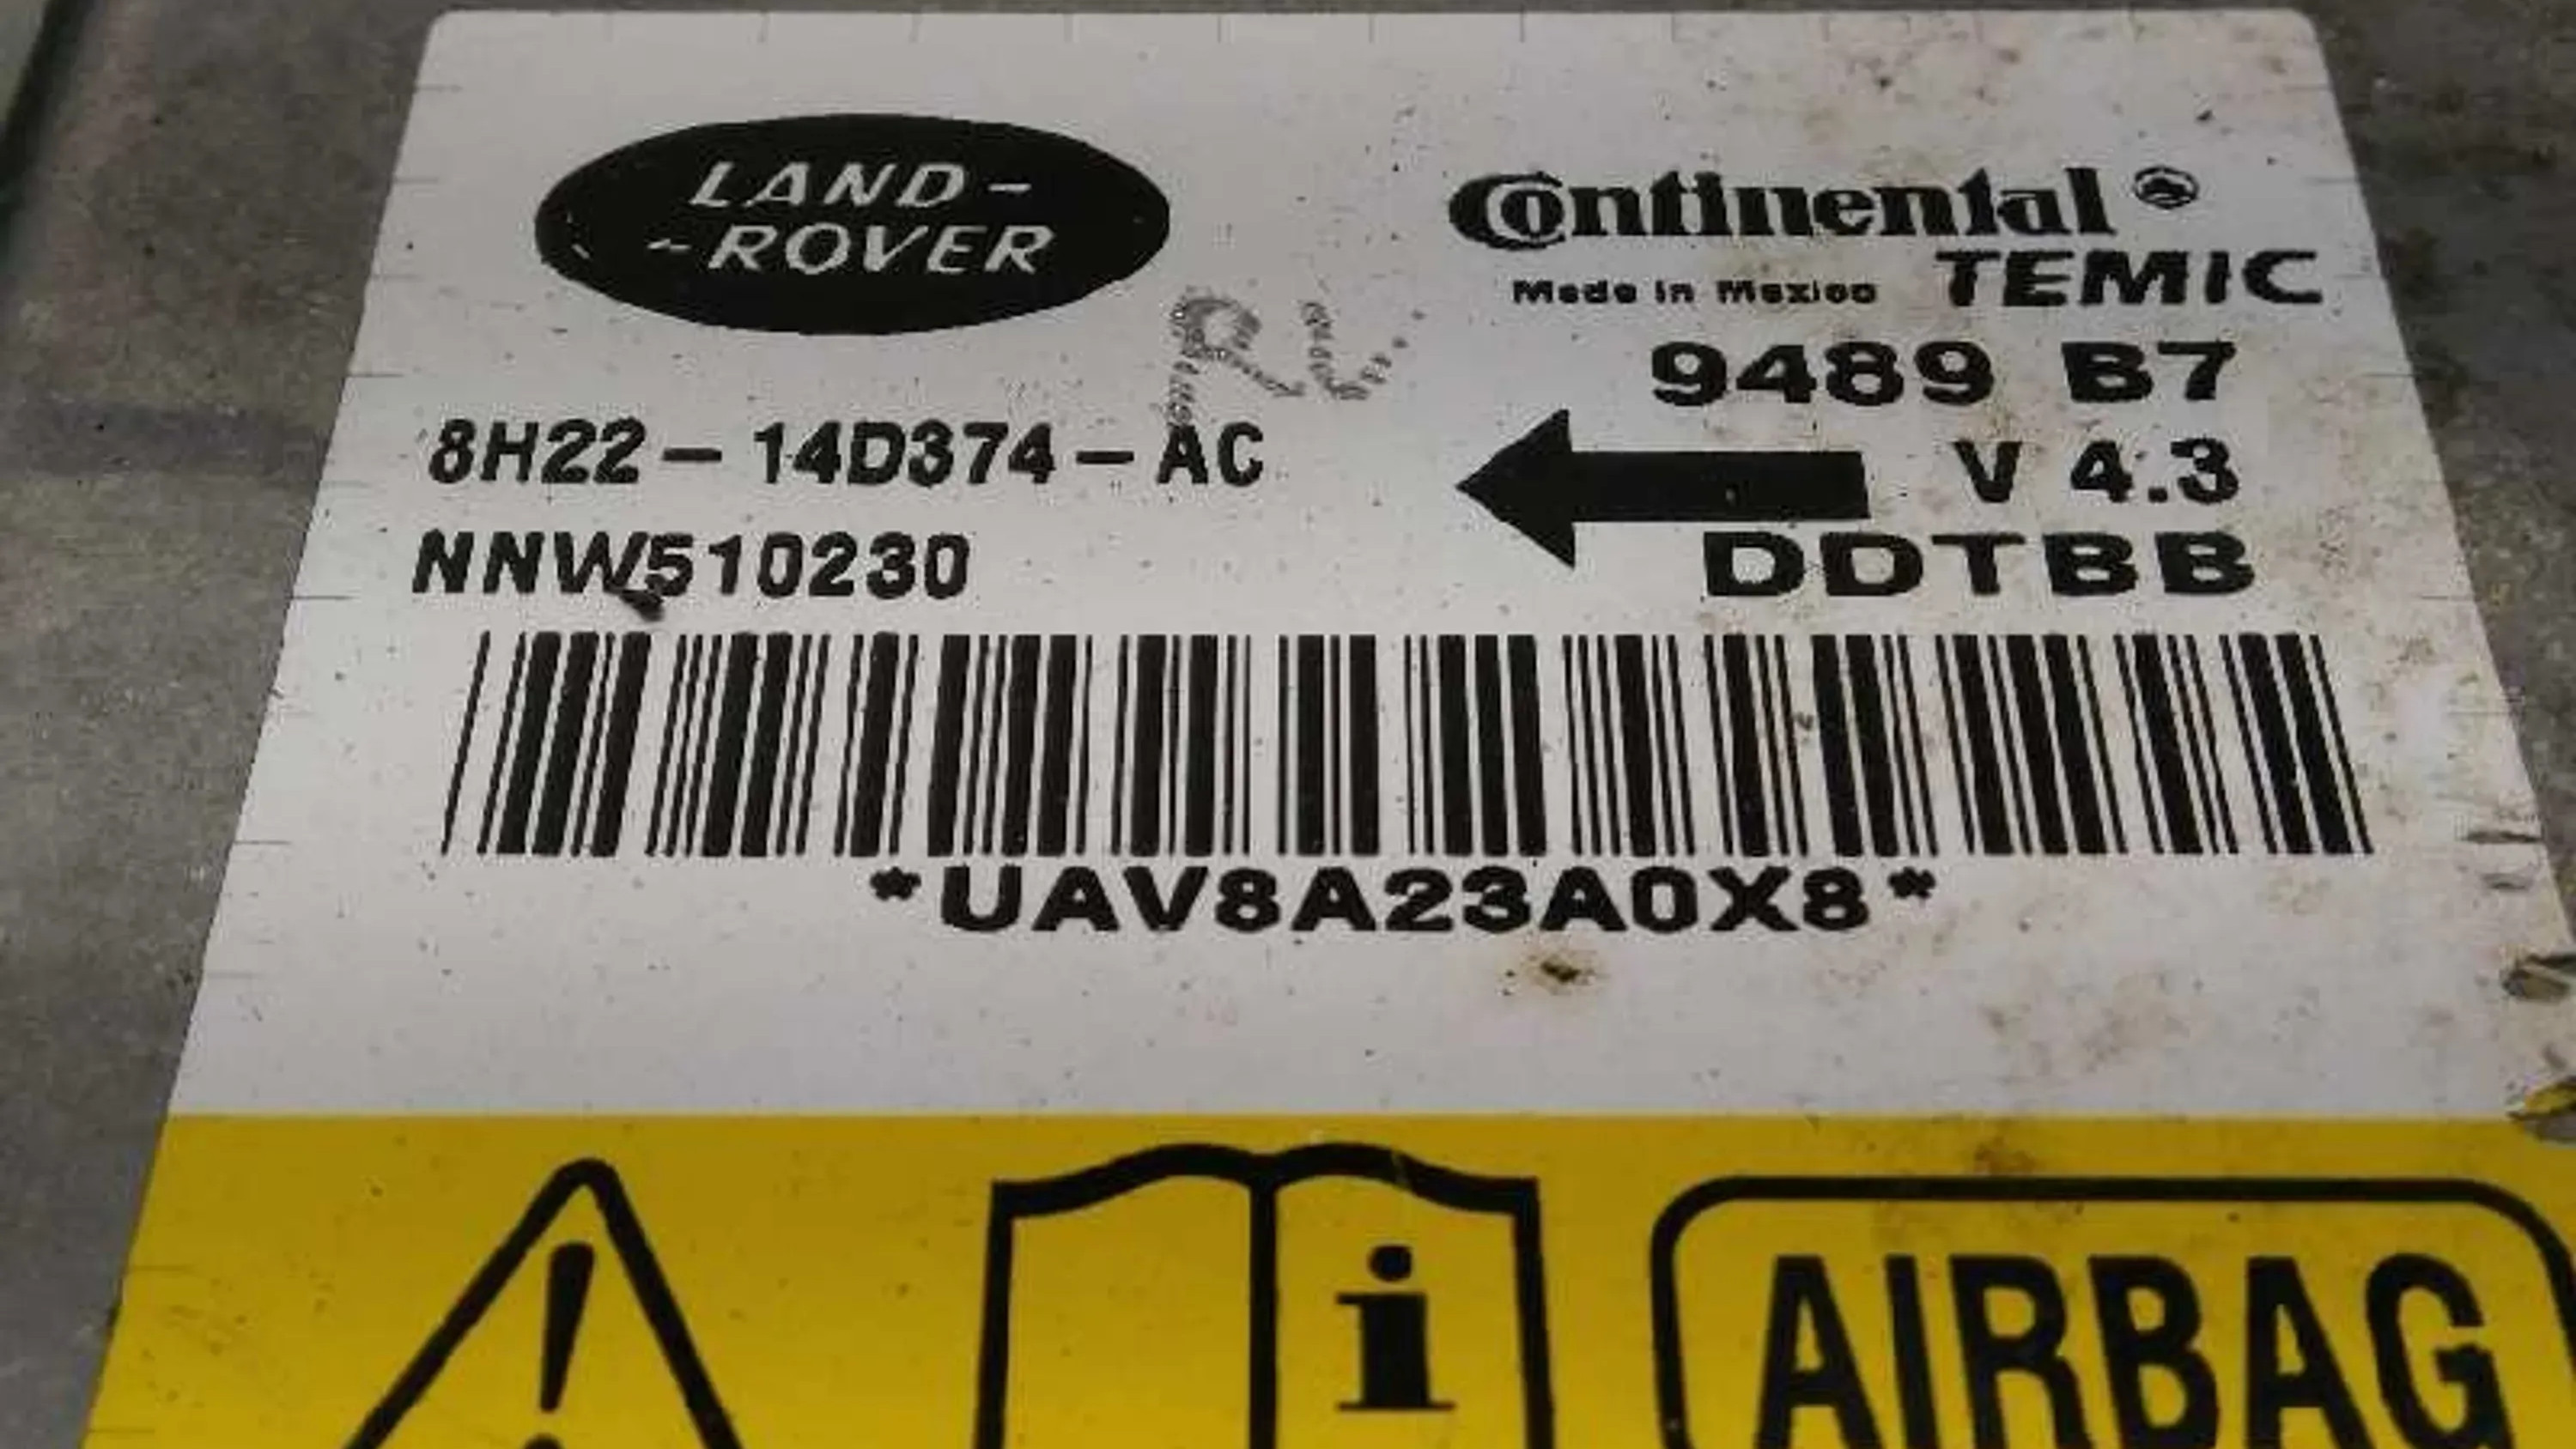 LAND-
-ROVER
Continental
Made in Mexico TEMIC
9489 B7
8H22-14D374-AC
V 4.3
NNW510230
DDTBB
*UAV8A23A0X8*
i
AIRBAG